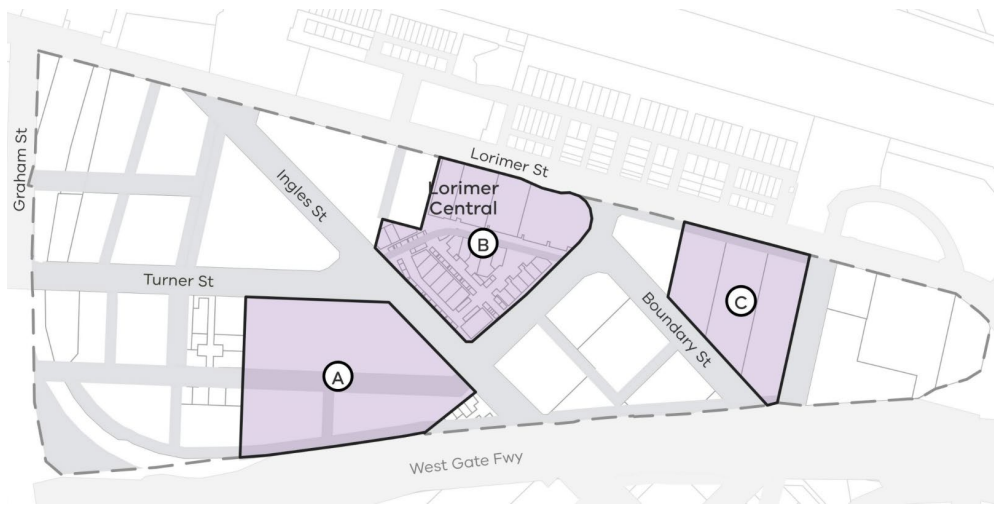 Graham St
Lorimer St
Ingles St
Lorimer
Central
B
Turner St
Boundary St
C
A
West Gate Fwy